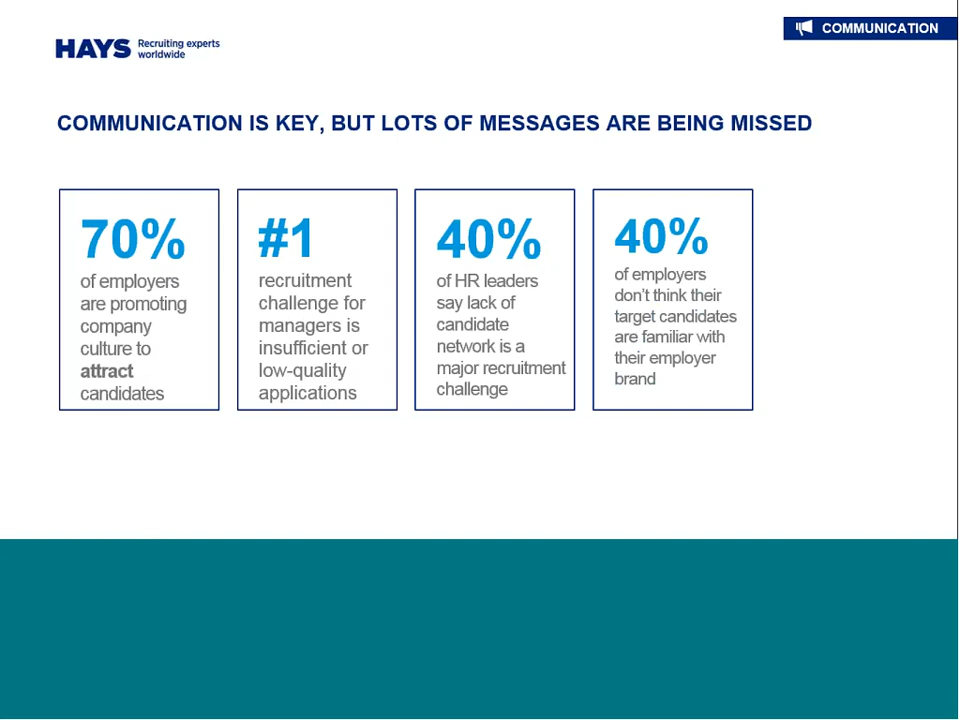 COMMUNICATION
HAYS Recruiting experts
worldwide
COMMUNICATION IS KEY, BUT LOTS OF MESSAGES ARE BEING MISSED
70%
of employers
are promoting
company
culture to
attract
candidates
#1
recruitment
challenge for
managers is
insufficient or
low-quality
applications
40%
of HR leaders
say lack of
candidate
network is a
major recruitment
challenge
40%
of employers
don't think their
target candidates
are familiar with
their employer
brand